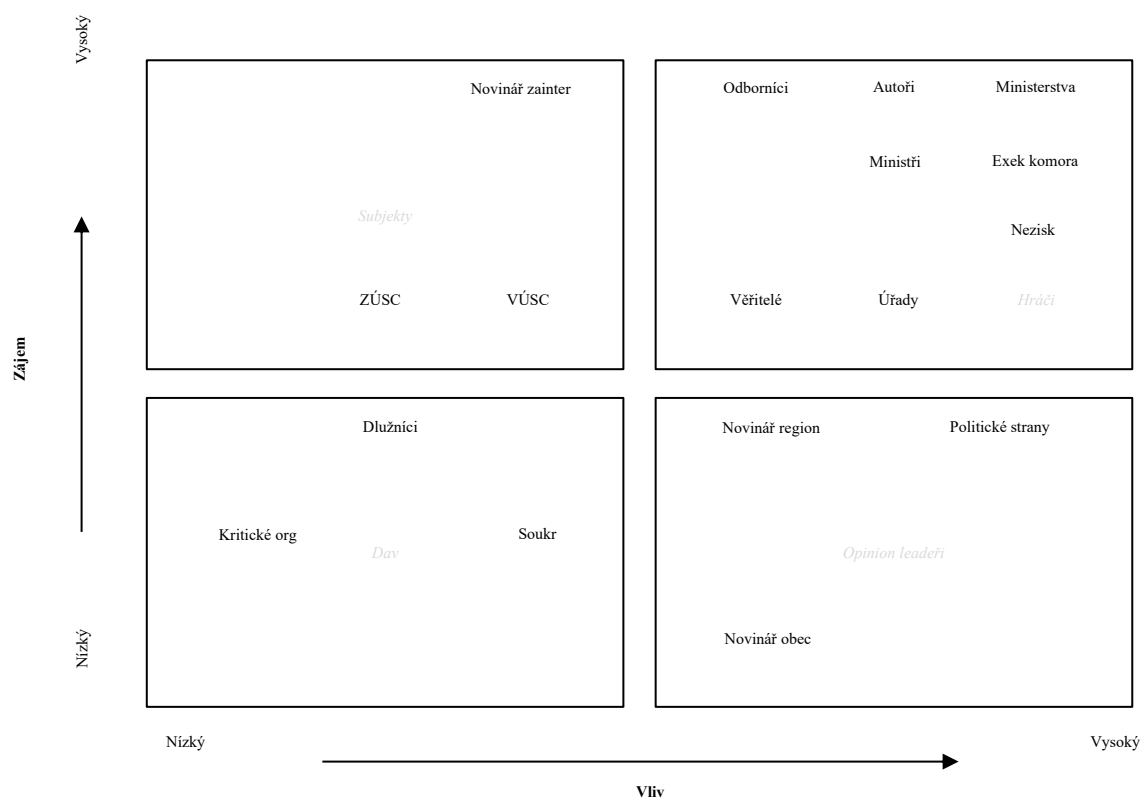 Vysoký
Novinář zainter
Odborníci
Autoři
Ministerstva
Ministři
Exek komora
Subjekty
Nezisk
ZÚSC
VÚSC
Věřitelé
Úřady
Hráči
Zájem
Dlužníci
Novinář region
Politické strany
Kritické org
Soukr
Dav
Opinion leadeři
Novinář obec
Nízký
Nízký
Vysoký
Vliv